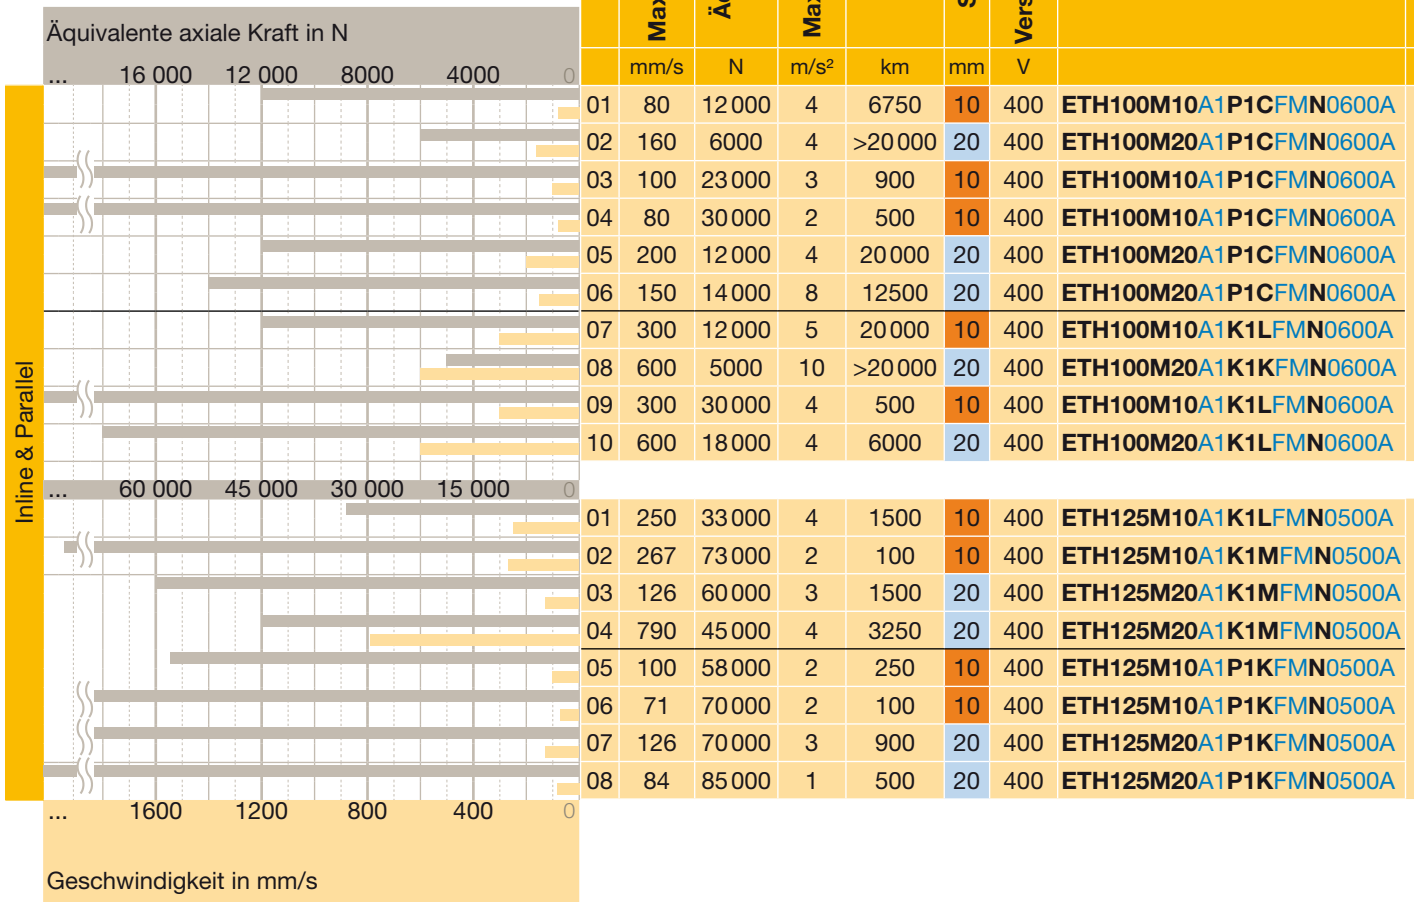 Äquivalente axiale Kraft in N
... 16 000 12 000 8000 4000 0
mm/s N m/s² km mm V
01 80 12 000 4 6750 10 400 ETH100M10A1P1CFMN0600A
02 160 6000 4 >20 000 20 400 ETH100M20A1P1CFMN0600A
03 100 23 000 3 900 10 400 ETH100M10A1P1CFMN0600A
04 80 30 000 2 500 10 400 ETH100M10A1P1CFMN0600A
05 200 12 000 4 20 000 20 400 ETH100M20A1P1CFMN0600A
06 150 14 000 8 12500 20 400 ETH100M20A1P1CFMN0600A
07 300 12 000 5 20 000 10 400 ETH100M10A1K1LFMN0600A
08 600 5000 10 >20 000 20 400 ETH100M20A1K1KFMN0600A
09 300 30 000 4 500 10 400 ETH100M10A1K1LFMN0600A
10 600 18 000 4 6000 20 400 ETH100M20A1K1LFMN0600A
Inline & Parallel
... 60 000 45 000 30 000 15 000 0
01 250 33 000 4 1500 10 400 ETH125M10A1K1LFMN0500A
02 267 73 000 2 100 10 400 ETH125M10A1K1MFMN0500A
03 126 60 000 3 1500 20 400 ETH125M20A1K1MFMN0500A
04 790 45 000 4 3250 20 400 ETH125M20A1K1MFMN0500A
05 100 58 000 2 250 10 400 ETH125M10A1P1KFMN0500A
06 71 70 000 2 100 10 400 ETH125M10A1P1KFMN0500A
07 126 70 000 3 900 20 400 ETH125M20A1P1KFMN0500A
08 84 85 000 1 500 20 400 ETH125M20A1P1KFMN0500A
... 1600 1200 800 400 0
Geschwindigkeit in mm/s